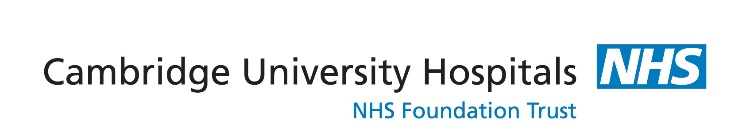 Cambridge University Hospitals NHS
NHS Foundation Trust